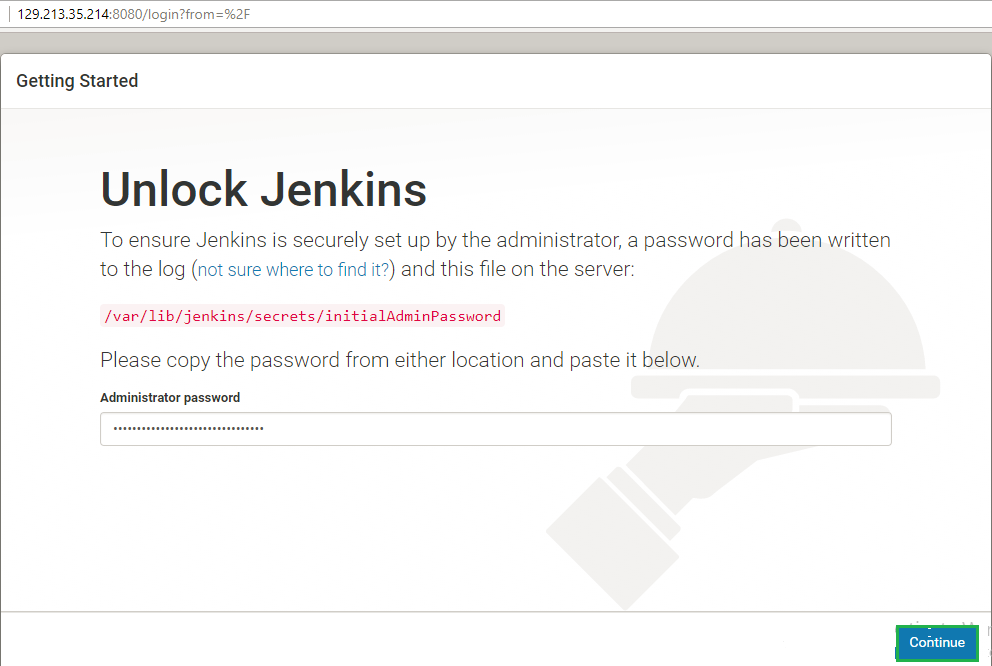 129.213.35.214:8080/login?from=%2F
Getting Started
Unlock Jenkins
To ensure Jenkins is securely set up by the administrator, a password has been written
to the log (not sure where to find it?) and this file on the server:
/var/lib/jenkins/secrets/initialAdminPassword
Please copy the password from either location and paste it below.
Administrator password
••••••••••••••••••••••••••••••••
Continue